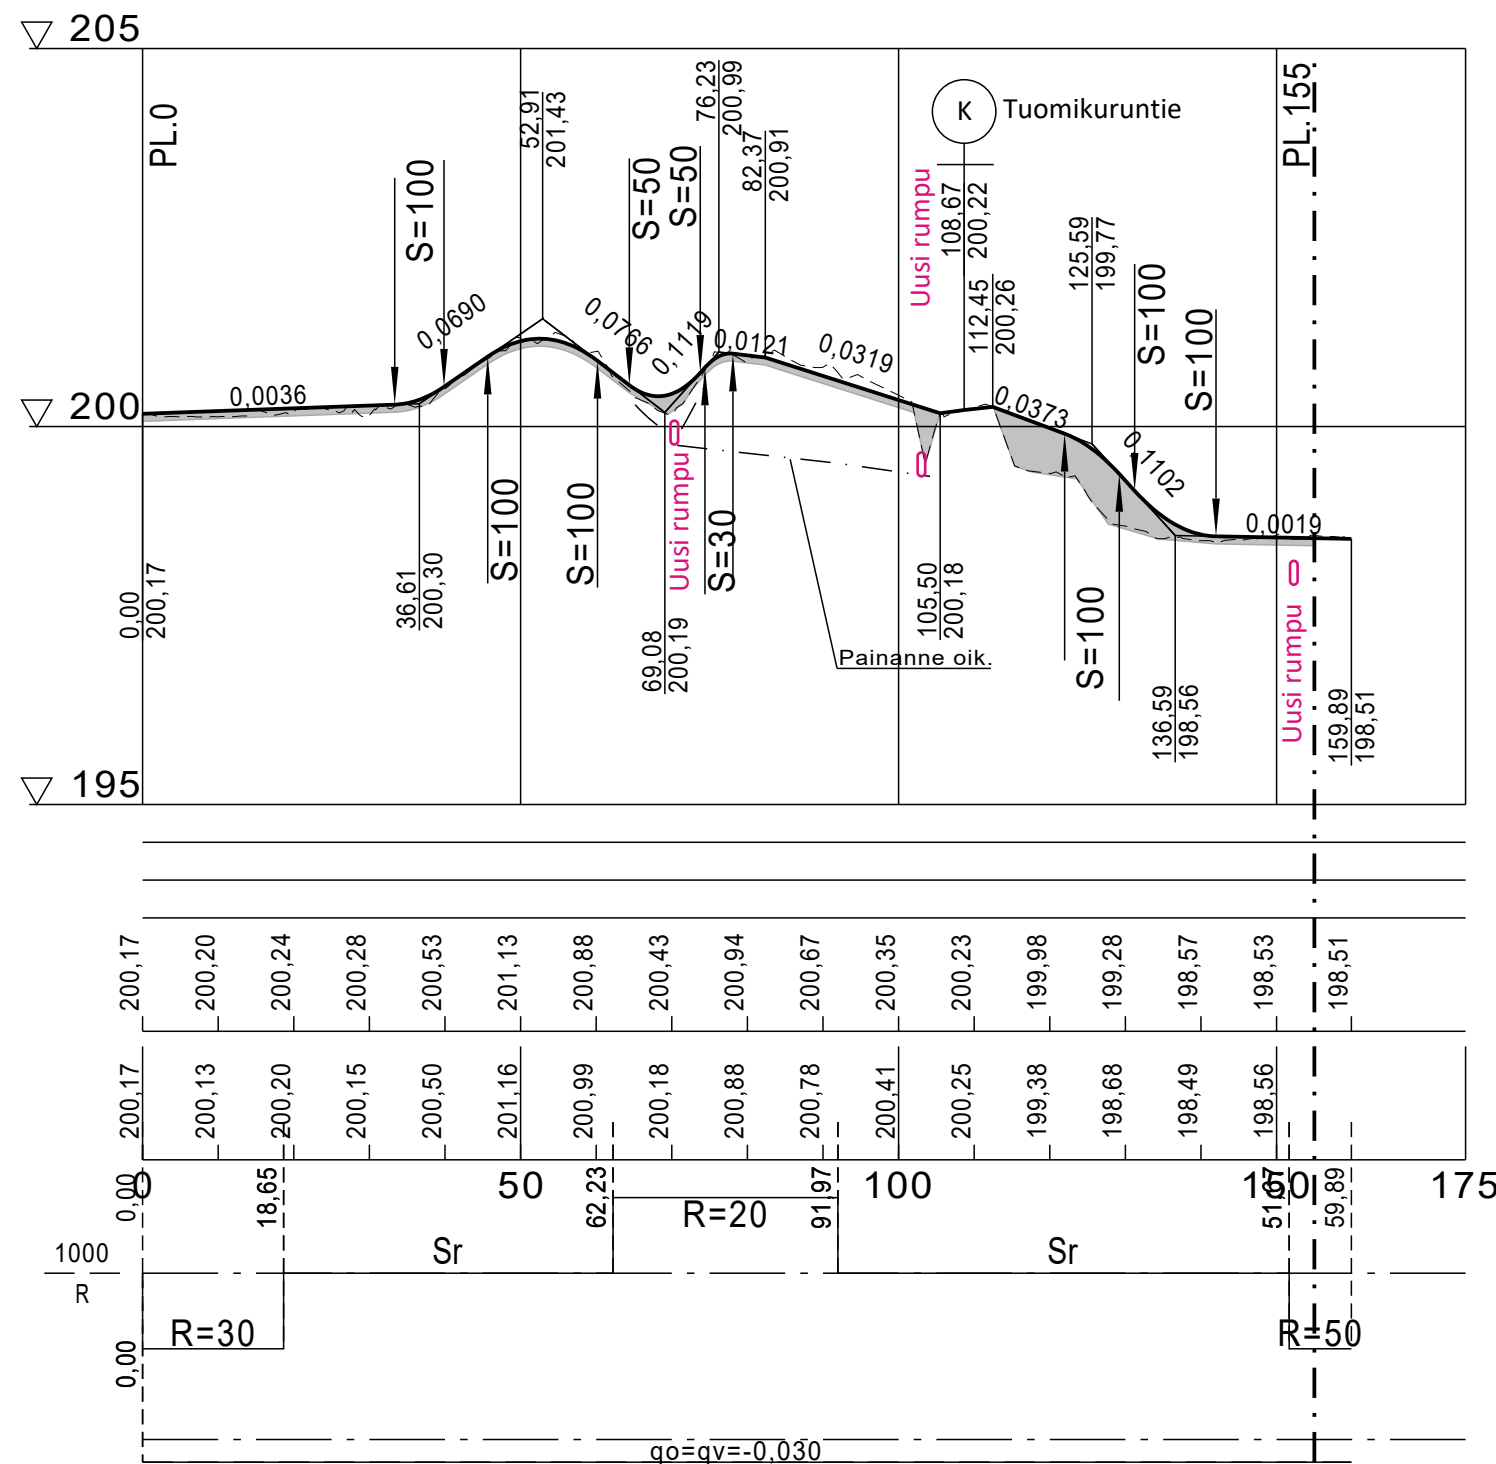 205
PL.0
52,91
201,43
76,23
200,99
82,37
200,91
K Tuomikuruntie
PL.155
S=100
S=50
S=50
Uusi rumpu
108,67
200,22
112,45
200,26
125,59
199,77
S=100
S=100
0,0690
0,0766
0,1119
0,0121
0,0319
0,0036
0,0373
0,1102
0,0019
200
0,00
200,17
36,61
200,30
S=100
S=100
Uusi rumpu
S=30
69,08
200,19
105,50
200,18
Painanne oik.
S=100
136,59
198,56
Uusi rumpu
159,89
198,51
195
200,17 200,20 200,24 200,28 200,53 201,13 200,88 200,43 200,94 200,67 200,35 200,23 199,98 199,28 198,57 198,53 198,51
200,17 200,13 200,20 200,15 200,50 201,16 200,99 200,18 200,88 200,78 200,41 200,25 199,38 198,68 198,49 198,56
0 50 100 150 175
0,00 18,65 62,23 91,97 51,67 59,89
R=20
1000
R
Sr Sr
R=30 R=50
0,00
qo=qv=-0,030